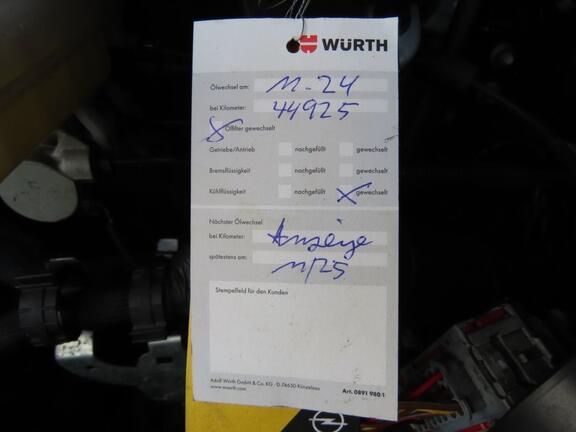 WÜRTH
Ölwechsel am: 11-24
bei Kilometer: 44925
X Ölfilter gewechselt
Getriebe/Antrieb nachgefüllt gewechselt
Bremsflüssigkeit nachgefüllt gewechselt
Kühlflüssigkeit nachgefüllt X gewechselt
Nächster Ölwechsel
bei Kilometer: Anzeige
spätestens am: 11/25
Stempelfeld für den Kunden
Adolf Würth GmbH & Co. KG · D-74650 Künzelsau
www.wuerth.com
Art. 0891 980 1